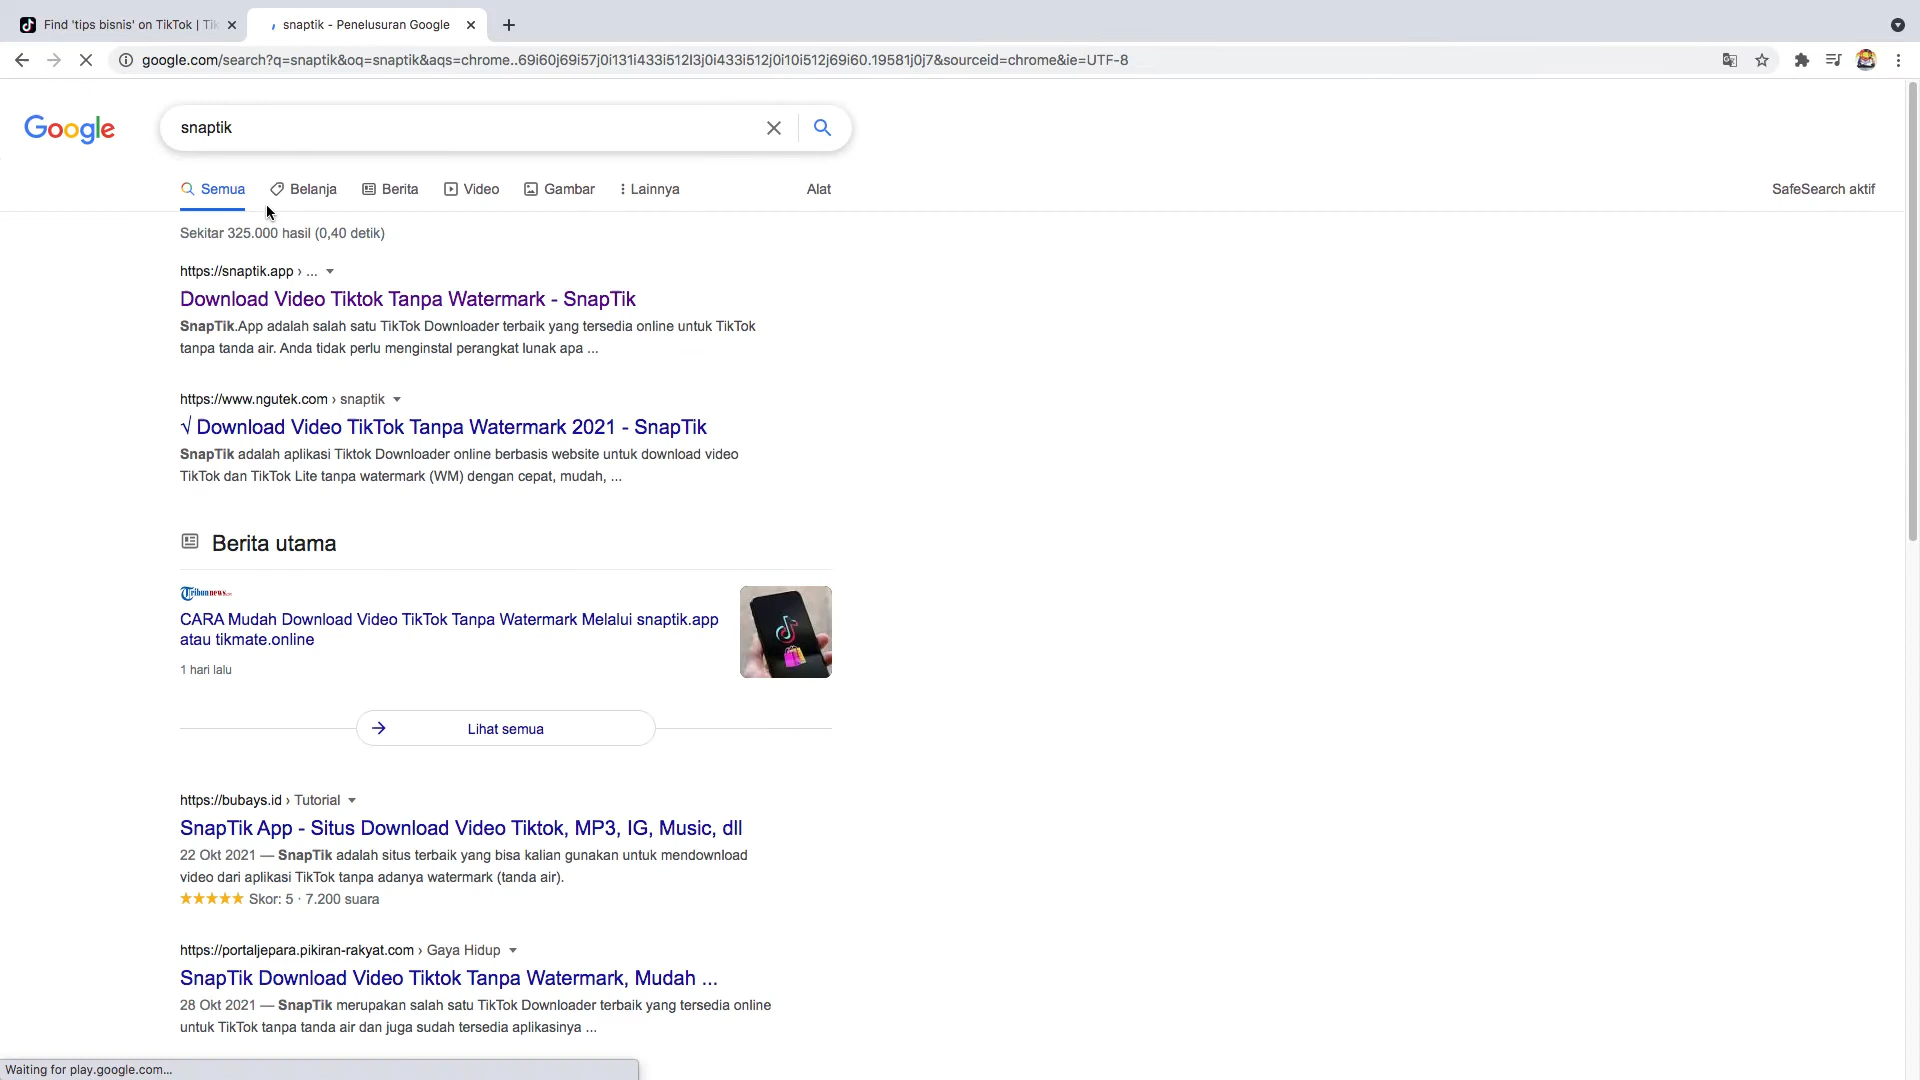 Find 'tips bisnis' on TikTok | Tik
snaptik - Penelusuran Google
google.com/search?q=snaptik&oq=snaptik&aqs=chrome..69i60j69i57j0i131i433i512l3j0i433i512j0i10i512j69i60.19581j0j7&sourceid=chrome&ie=UTF-8
Google
snaptik
Semua
Belanja
Berita
Video
Gambar
Lainnya
Alat
SafeSearch aktif
Sekitar 325.000 hasil (0,40 detik)
https://snaptik.app › ...
Download Video Tiktok Tanpa Watermark - SnapTik
SnapTik.App adalah salah satu TikTok Downloader terbaik yang tersedia online untuk TikTok
tanpa tanda air. Anda tidak perlu menginstal perangkat lunak apa ...
https://www.ngutek.com › snaptik
√ Download Video TikTok Tanpa Watermark 2021 - SnapTik
SnapTik adalah aplikasi Tiktok Downloader online berbasis website untuk download video
TikTok dan TikTok Lite tanpa watermark (WM) dengan cepat, mudah, ...
Berita utama
Tribunnews.com
CARA Mudah Download Video TikTok Tanpa Watermark Melalui snaptik.app
atau tikmate.online
1 hari lalu
Lihat semua
https://bubays.id › Tutorial
SnapTik App - Situs Download Video Tiktok, MP3, IG, Music, dll
22 Okt 2021 — SnapTik adalah situs terbaik yang bisa kalian gunakan untuk mendownload
video dari aplikasi TikTok tanpa adanya watermark (tanda air).
★★★★★ Skor: 5 · 7.200 suara
https://portaljepara.pikiran-rakyat.com › Gaya Hidup
SnapTik Download Video Tiktok Tanpa Watermark, Mudah ...
28 Okt 2021 — SnapTik merupakan salah satu TikTok Downloader terbaik yang tersedia online
untuk TikTok tanpa tanda air dan juga sudah tersedia aplikasinya ...
Waiting for play.google.com...